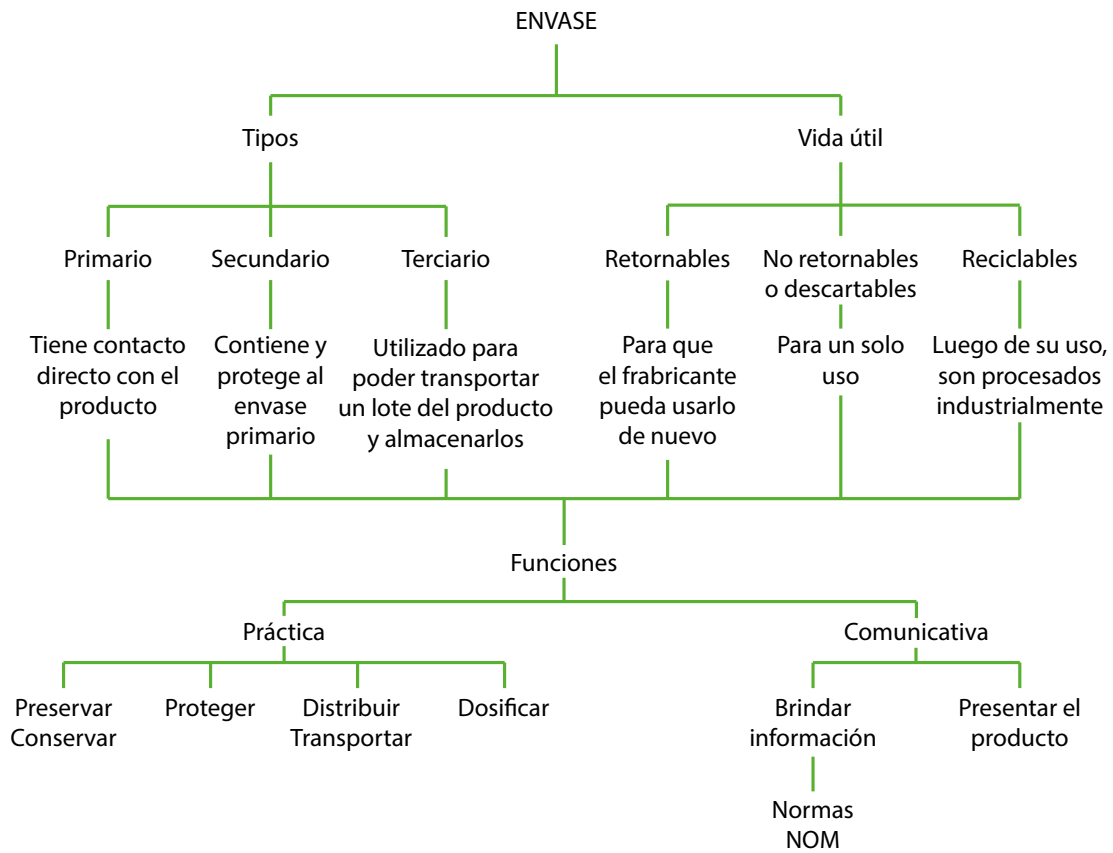 ENVASE
Tipos
Vida útil
Primario
Secundario
Terciario
Retornables
No retornables
o descartables
Reciclables
Tiene contacto
directo con el
producto
Contiene y
protege al
envase
primario
Utilizado para
poder transportar
un lote del producto
y almacenarlos
Para que
el frabricante
pueda usarlo
de nuevo
Para un solo
uso
Luego de su uso,
son procesados
industrialmente
Funciones
Práctica
Comunicativa
Preservar
Conservar
Proteger
Distribuir
Transportar
Dosificar
Brindar
información
Presentar el
producto
Normas
NOM